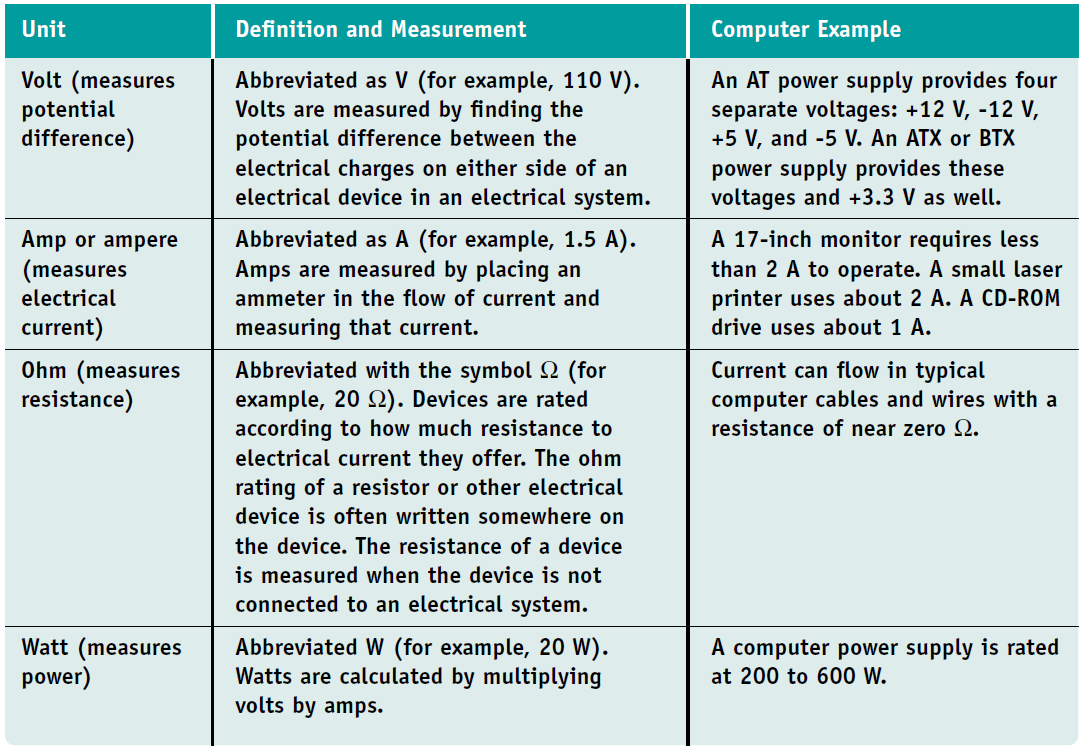 Unit
Definition and Measurement
Computer Example
Volt (measures
potential
difference)
Abbreviated as V (for example, 110 V).
Volts are measured by finding the
potential difference between the
electrical charges on either side of an
electrical device in an electrical system.
An AT power supply provides four
separate voltages: +12 V, -12 V,
+5 V, and -5 V. An ATX or BTX
power supply provides these
voltages and +3.3 V as well.
Amp or ampere
(measures
electrical
current)
Abbreviated as A (for example, 1.5 A).
Amps are measured by placing an
ammeter in the flow of current and
measuring that current.
A 17-inch monitor requires less
than 2 A to operate. A small laser
printer uses about 2 A. A CD-ROM
drive uses about 1 A.
Ohm (measures
resistance)
Abbreviated with the symbol Ω (for
example, 20 Ω). Devices are rated
according to how much resistance to
electrical current they offer. The ohm
rating of a resistor or other electrical
device is often written somewhere on
the device. The resistance of a device
is measured when the device is not
connected to an electrical system.
Current can flow in typical
computer cables and wires with a
resistance of near zero Ω.
Watt (measures
power)
Abbreviated W (for example, 20 W).
Watts are calculated by multiplying
volts by amps.
A computer power supply is rated
at 200 to 600 W.